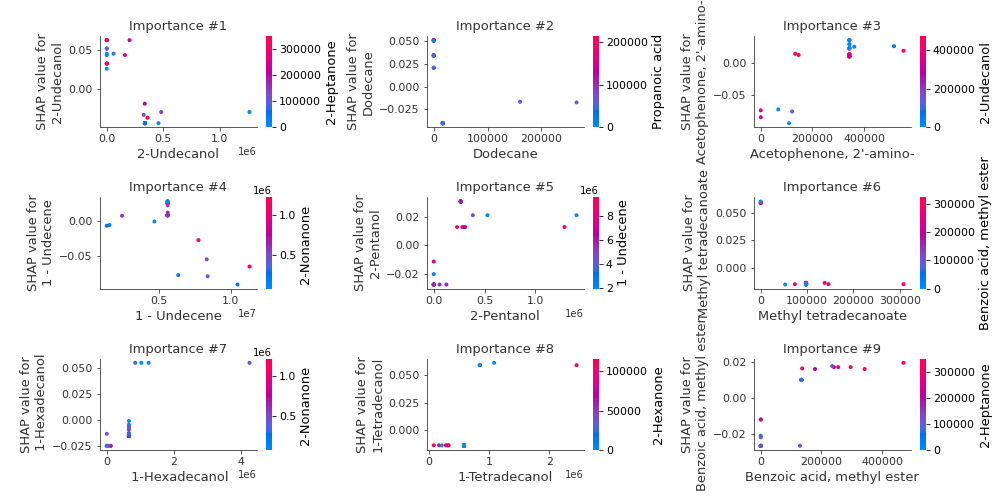 Importance #1
SHAP value for
2-Undecanol
0.05
0.00
0.0
0.5
1.0
1e6
2-Undecanol
300000
200000
100000
0
2-Heptanone
Importance #2
SHAP value for
Dodecane
0.050
0.025
0.000
−0.025
0
100000
200000
Dodecane
200000
100000
0
Propanoic acid
Importance #3
SHAP value for
Acetophenone, 2'-amino-
0.00
−0.05
0
200000
400000
Acetophenone, 2'-amino-
400000
200000
0
2-Undecanol
Importance #4
SHAP value for
1 - Undecene
0.00
−0.05
0.5
1.0
1e7
1 - Undecene
1e6
1.0
0.5
2-Nonanone
Importance #5
SHAP value for
2-Pentanol
0.02
0.00
−0.02
0.0
0.5
1.0
1e6
2-Pentanol
1e6
8
6
4
2
1 - Undecene
Importance #6
SHAP value for
Methyl tetradecanoate
0.050
0.025
0.000
0
100000
200000
300000
Methyl tetradecanoate
300000
200000
100000
0
Benzoic acid, methyl ester
Importance #7
SHAP value for
1-Hexadecanol
0.050
0.025
0.000
−0.025
0
2
4
1e6
1-Hexadecanol
1e6
1.0
0.5
2-Nonanone
Importance #8
SHAP value for
1-Tetradecanol
0.050
0.025
0.000
0
1
2
1e6
1-Tetradecanol
100000
50000
0
2-Hexanone
Importance #9
SHAP value for
Benzoic acid, methyl ester
0.02
0.00
−0.02
0
200000
400000
Benzoic acid, methyl ester
300000
200000
100000
0
2-Heptanone